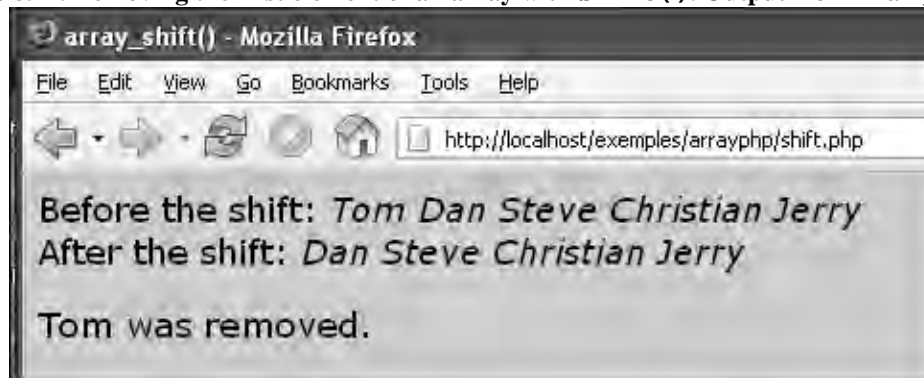 array_shift() - Mozilla Firefox
File Edit View Go Bookmarks Tools Help
http://localhost/exemples/arrayphp/shift.php
Before the shift: Tom Dan Steve Christian Jerry
After the shift: Dan Steve Christian Jerry
Tom was removed.